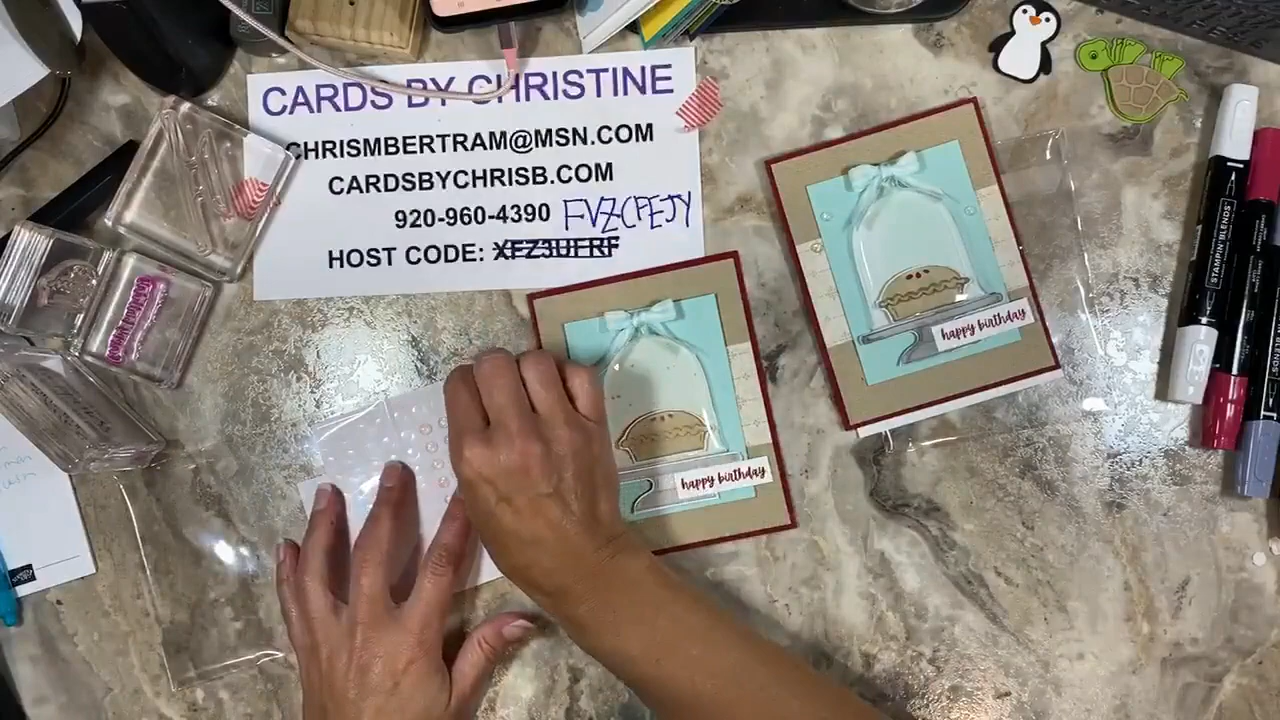 CARDS BY CHRISTINE
CHRISMBERTRAM@MSN.COM
CARDSBYCHRISB.COM
920-960-4390 FVZCPEJY
HOST CODE: XFZ3UFRF
happy birthday
happy birthday
STAMPIN' BLENDS